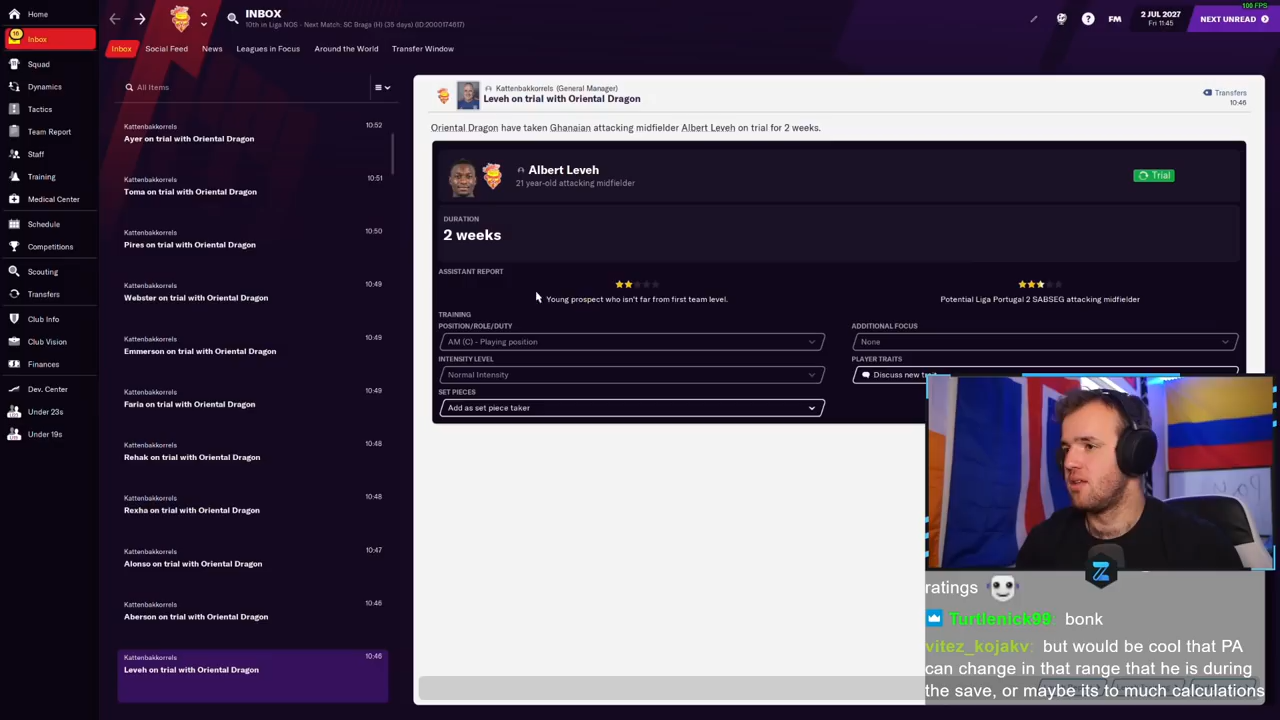 100 FPS
Home
INBOX
10th in Liga NOS - Next Match: SC Braga (H) (35 days) (ID:2000174617)
FM
2 JUL 2027
Fri 11:45
NEXT UNREAD
16
Inbox
Inbox
Social Feed
News
Leagues in Focus
Around the World
Transfer Window
Squad
Dynamics
Tactics
Team Report
Staff
Training
Medical Center
Schedule
Competitions
Scouting
Transfers
Club Info
Club Vision
Finances
Dev. Center
Under 23s
Under 19s
All Items
Kattenbakkorrels 10:52
Ayer on trial with Oriental Dragon
Kattenbakkorrels 10:51
Toma on trial with Oriental Dragon
Kattenbakkorrels 10:50
Pires on trial with Oriental Dragon
Kattenbakkorrels 10:49
Webster on trial with Oriental Dragon
Kattenbakkorrels 10:49
Emmerson on trial with Oriental Dragon
Kattenbakkorrels 10:49
Faria on trial with Oriental Dragon
Kattenbakkorrels 10:48
Rehak on trial with Oriental Dragon
Kattenbakkorrels 10:48
Rexha on trial with Oriental Dragon
Kattenbakkorrels 10:47
Alonso on trial with Oriental Dragon
Kattenbakkorrels 10:46
Aberson on trial with Oriental Dragon
Kattenbakkorrels 10:46
Leveh on trial with Oriental Dragon
Kattenbakkorrels (General Manager)
Leveh on trial with Oriental Dragon
Transfers
10:46
Oriental Dragon have taken Ghanaian attacking midfielder Albert Leveh on trial for 2 weeks.
Albert Leveh
21 year-old attacking midfielder
Trial
DURATION
2 weeks
ASSISTANT REPORT
Young prospect who isn't far from first team level.
Potential Liga Portugal 2 SABSEG attacking midfielder
TRAINING
POSITION/ROLE/DUTY
AM (C) - Playing position
ADDITIONAL FOCUS
None
INTENSITY LEVEL
Normal Intensity
PLAYER TRAITS
Discuss new trait
SET PIECES
Add as set piece taker
ratings
Turtlenick99 bonk
vitez_kojakv: but would be cool that PA
can change in that range that he is during
the save, or maybe its to much calculations